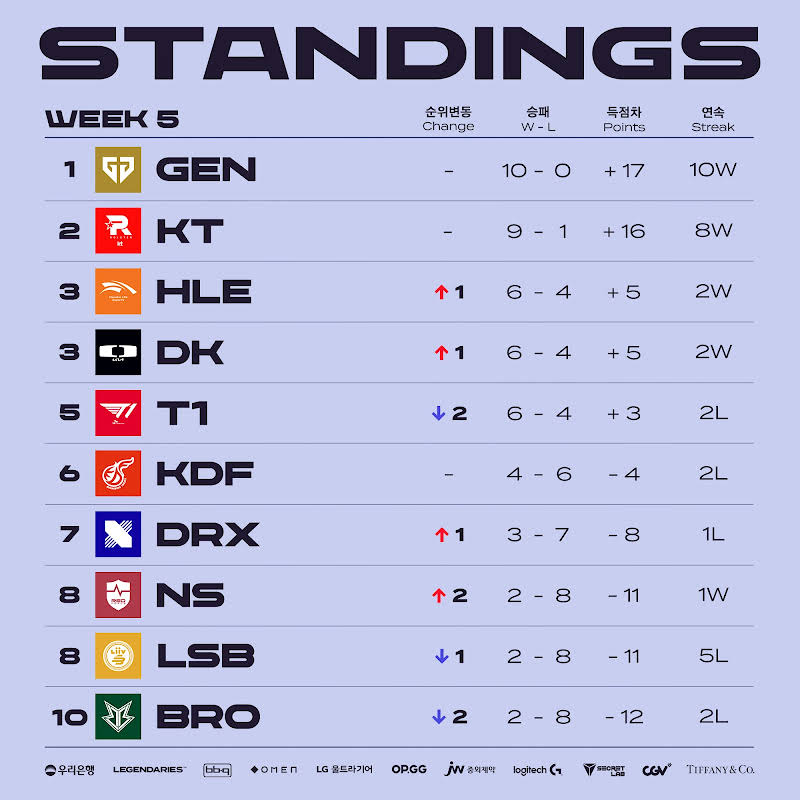 STANDINGS
WEEK 5 순위변동 승패 득점차 연속
Change W - L Points Streak
1 GEN - 10 - 0 +17 10W
2 KT - 9 - 1 +16 8W
3 HLE ↑1 6 - 4 +5 2W
3 DK ↑1 6 - 4 +5 2W
5 T1 ↓2 6 - 4 +3 2L
6 KDF - 4 - 6 -4 2L
7 DRX ↑1 3 - 7 -8 1L
8 NS ↑2 2 - 8 -11 1W
8 LSB ↓1 2 - 8 -11 5L
10 BRO ↓2 2 - 8 -12 2L
우리은행 LEGENDARIES™ bbq OMEN LG 울트라기어 OP.GG JW 중외제약 logitech G SECRET LAB CGV TIFFANY & CO.